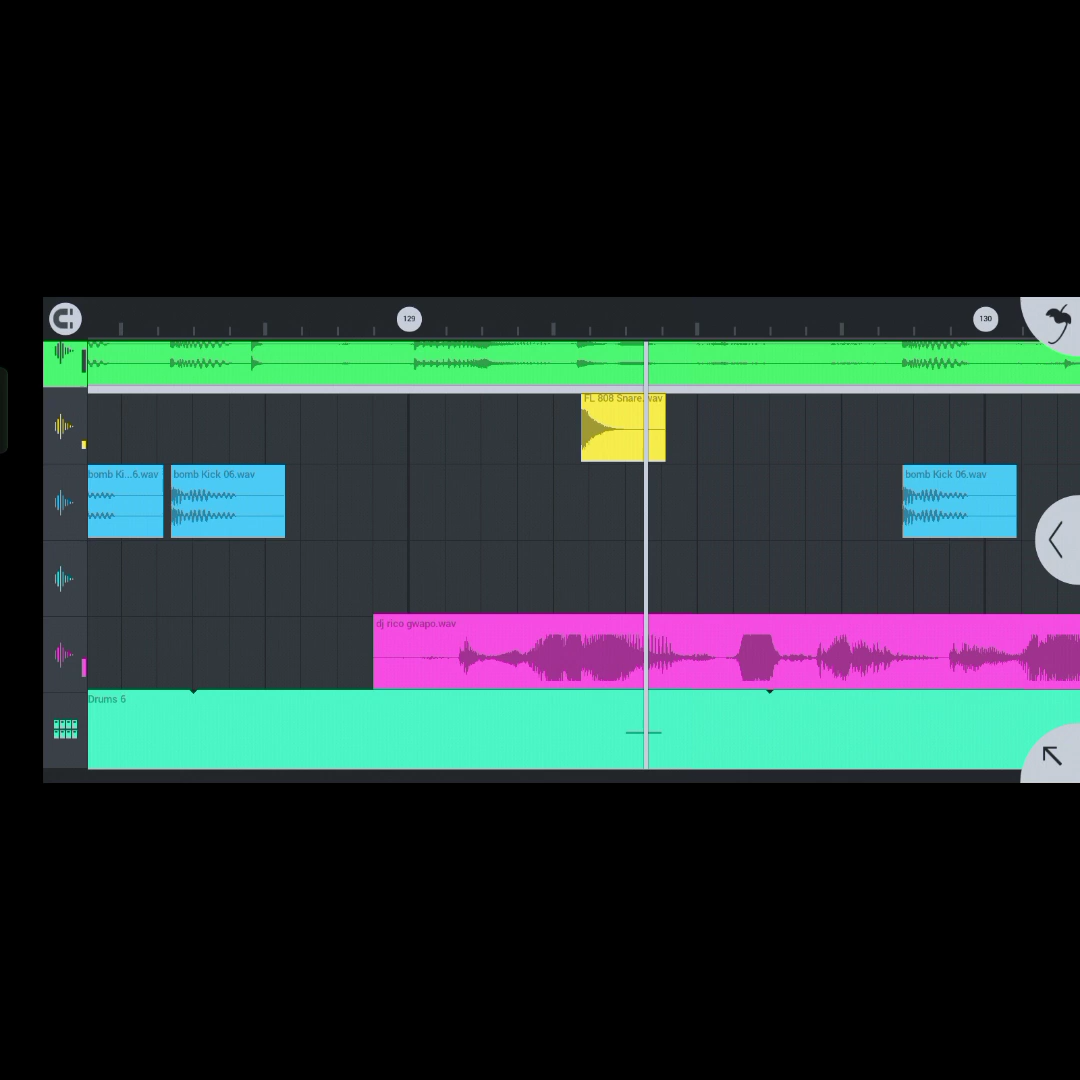 129
130
FL 808 Snare.wav
bomb Ki...6.wav
bomb Kick 06.wav
bomb Kick 06.wav
dj rico gwapo.wav
Drums 6